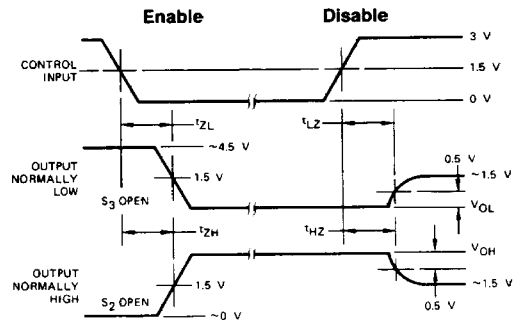 Enable Disable
CONTROL
INPUT
3 V
1.5 V
0 V
tZL
tLZ
~4.5 V
OUTPUT
NORMALLY
LOW
1.5 V
S3 OPEN
0.5 V
~1.5 V
VOL
tZH
tHZ
VOH
OUTPUT
NORMALLY
HIGH
S2 OPEN
1.5 V
~0 V
~1.5 V
0.5 V